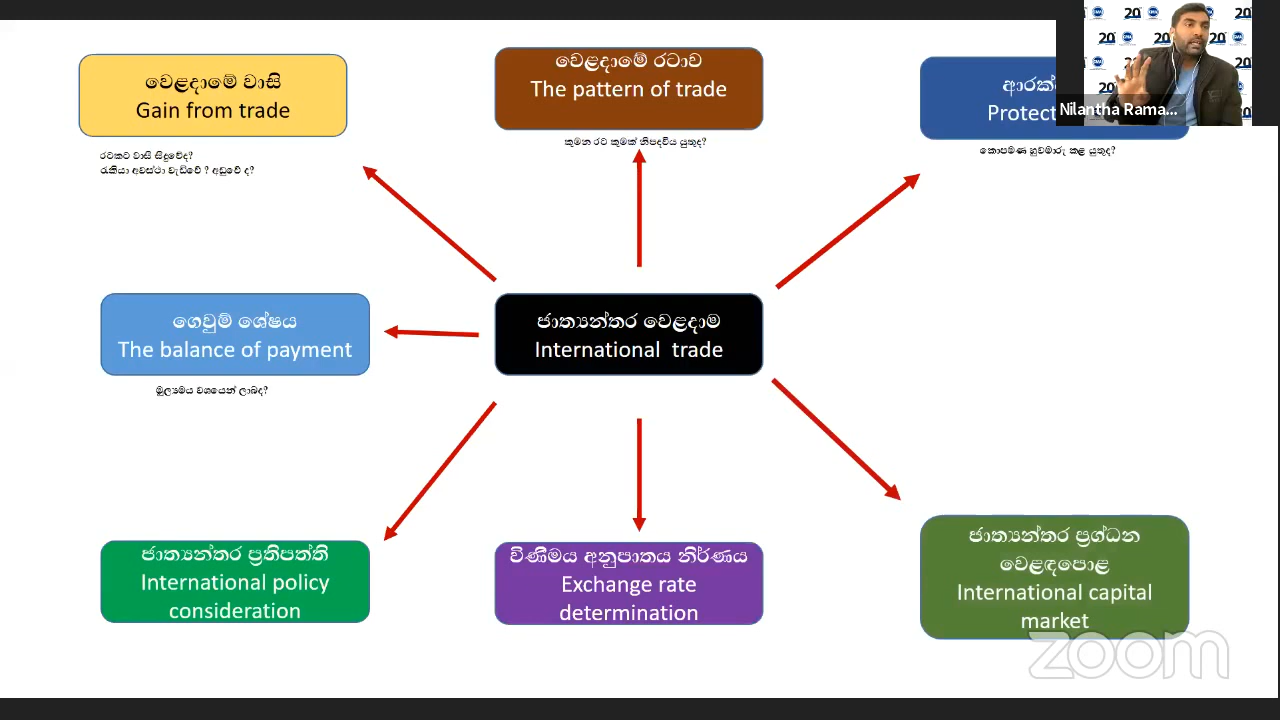 වෙළදාමේ වාසි
Gain from trade
රටකට වාසි සිදුවේද?
රැකියා අවස්ථා වැඩිවේ ? අඩුවේ ද?
වෙළදාමේ රටාව
The pattern of trade
කුමන රට කුමක් නිපදවිය යුතුද?
Nilantha Rama...
කොපමණ හුවමාරු කළ යුතුද?
ගෙවුම් ශේෂය
The balance of payment
මුල්‍යමය වශයෙන් ලාබද?
ජාත්‍යන්තර වෙළදාම
International trade
ජාත්‍යන්තර ප්‍රතිපත්ති
International policy
consideration
විණිමය අනුපාතය නිර්ණය
Exchange rate
determination
ජාත්‍යන්තර ප්‍රග්ධන
වෙළඳපොළ
International capital
market
zoom